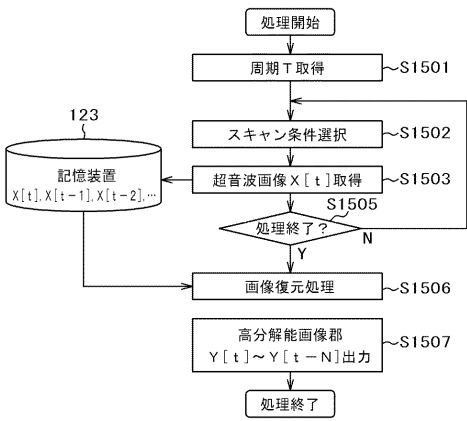 処理開始
周期T取得
S1501
スキャン条件選択
S1502
123
記憶装置
X[t],X[t-1],X[t-2],…
超音波画像X[t]取得
S1503
S1505
処理終了?
N
Y
画像復元処理
S1506
高分解能画像郡
Y[t]~Y[t-N]出力
S1507
処理終了